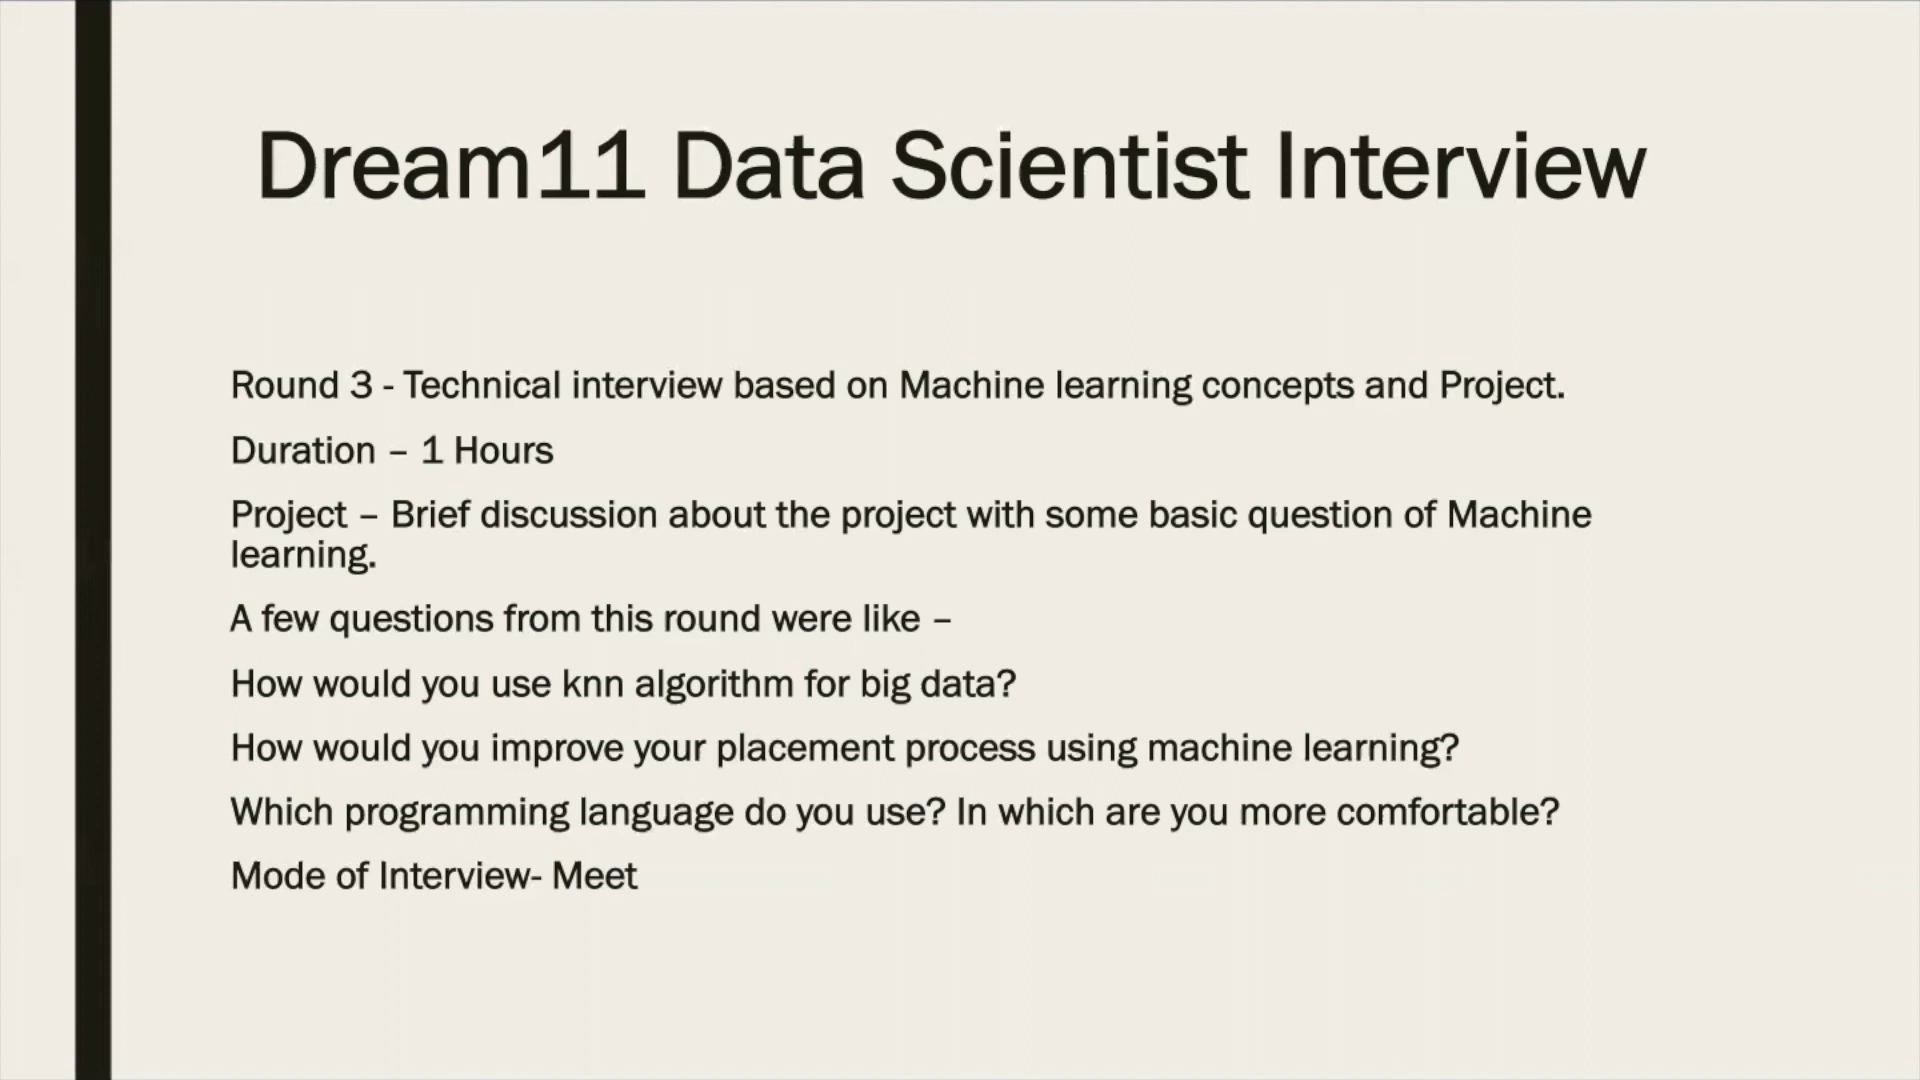 Dream11 Data Scientist Interview
Round 3 - Technical interview based on Machine learning concepts and Project.
Duration – 1 Hours
Project – Brief discussion about the project with some basic question of Machine
learning.
A few questions from this round were like –
How would you use knn algorithm for big data?
How would you improve your placement process using machine learning?
Which programming language do you use? In which are you more comfortable?
Mode of Interview- Meet